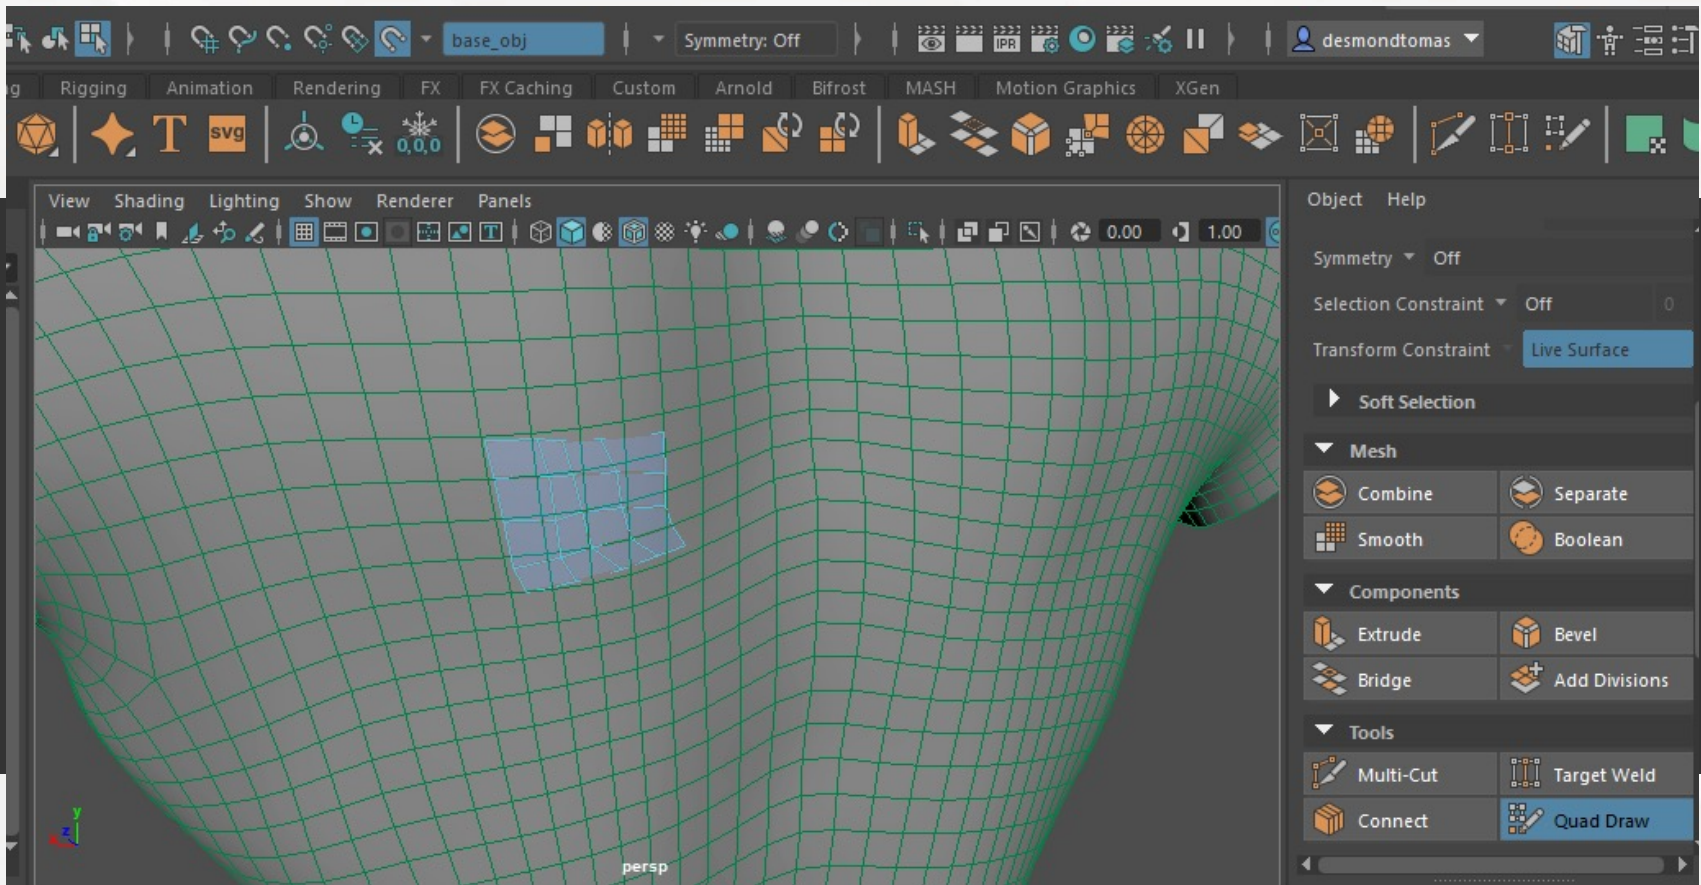 base_obj
Symmetry: Off
IPR
desmondtomas
Rigging Animation Rendering FX FX Caching Custom Arnold Bifrost MASH Motion Graphics XGen
T svg 0,0,0
View Shading Lighting Show Renderer Panels
Object Help
T 0.00 1.00
Symmetry Off
Selection Constraint Off 0
Transform Constraint Live Surface
Soft Selection
Mesh
Combine Separate
Smooth Boolean
Components
Extrude Bevel
Bridge Add Divisions
Tools
Multi-Cut Target Weld
Connect Quad Draw
y
z
persp